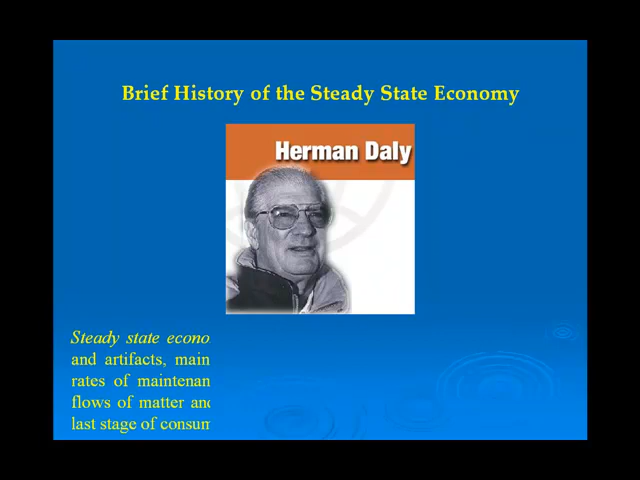 Brief History of the Steady State Economy
Herman Daly
Steady state econo
and artifacts, main
rates of maintenan
flows of matter and
last stage of consum